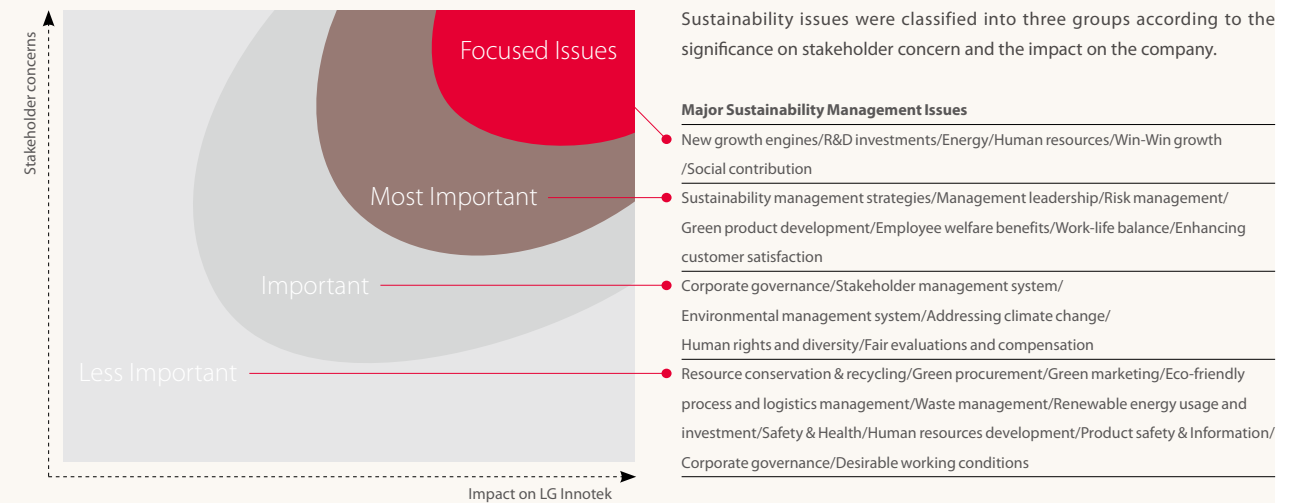 Stakeholder concerns
Focused Issues
Most Important
Important
Less Important
Impact on LG Innotek
Sustainability issues were classified into three groups according to the
significance on stakeholder concern and the impact on the company.
Major Sustainability Management Issues
New growth engines/R&D investments/Energy/Human resources/Win-Win growth
/Social contribution
Sustainability management strategies/Management leadership/Risk management/
Green product development/Employee welfare benefits/Work-life balance/Enhancing
customer satisfaction
Corporate governance/Stakeholder management system/
Environmental management system/Addressing climate change/
Human rights and diversity/Fair evaluations and compensation
Resource conservation & recycling/Green procurement/Green marketing/Eco-friendly
process and logistics management/Waste management/Renewable energy usage and
investment/Safety & Health/Human resources development/Product safety & Information/
Corporate governance/Desirable working conditions